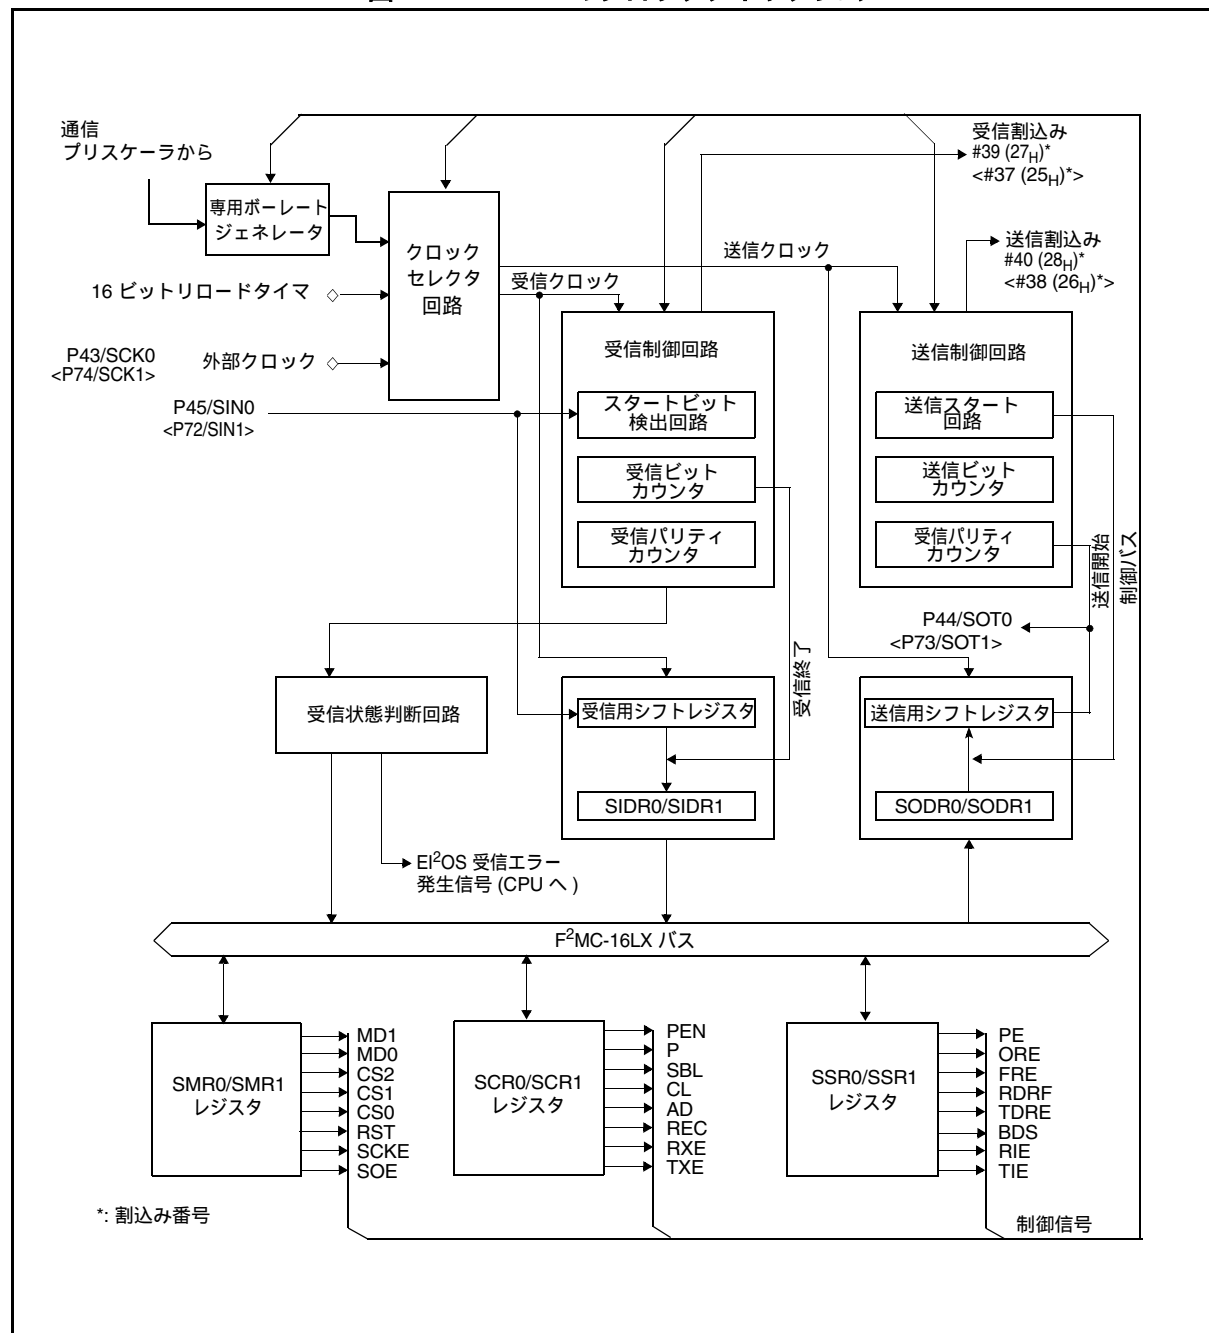 通信
プリスケーラから
専用ボーレート
ジェネレータ
クロック
セレクタ
回路
16 ビットリロードタイマ
P43/SCK0
<P74/SCK1>
外部クロック
P45/SIN0
<P72/SIN1>
受信クロック
送信クロック
受信割込み
#39 (27H)*
<#37 (25H)*>
送信割込み
#40 (28H)*
<#38 (26H)*>
受信制御回路
スタートビット
検出回路
受信ビット
カウンタ
受信パリティ
カウンタ
送信制御回路
送信スタート
回路
送信ビット
カウンタ
受信パリティ
カウンタ
受信終了
送信開始
制御バス
P44/SOT0
<P73/SOT1>
受信状態判断回路
受信用シフトレジスタ
SIDR0/SIDR1
送信用シフトレジスタ
SODR0/SODR1
EI2OS 受信エラー
発生信号 (CPU へ )
F2MC-16LX バス
SMR0/SMR1
レジスタ
MD1
MD0
CS2
CS1
CS0
RST
SCKE
SOE
SCR0/SCR1
レジスタ
PEN
P
SBL
CL
AD
REC
RXE
TXE
SSR0/SSR1
レジスタ
PE
ORE
FRE
RDRF
TDRE
BDS
RIE
TIE
*: 割込み番号
制御信号